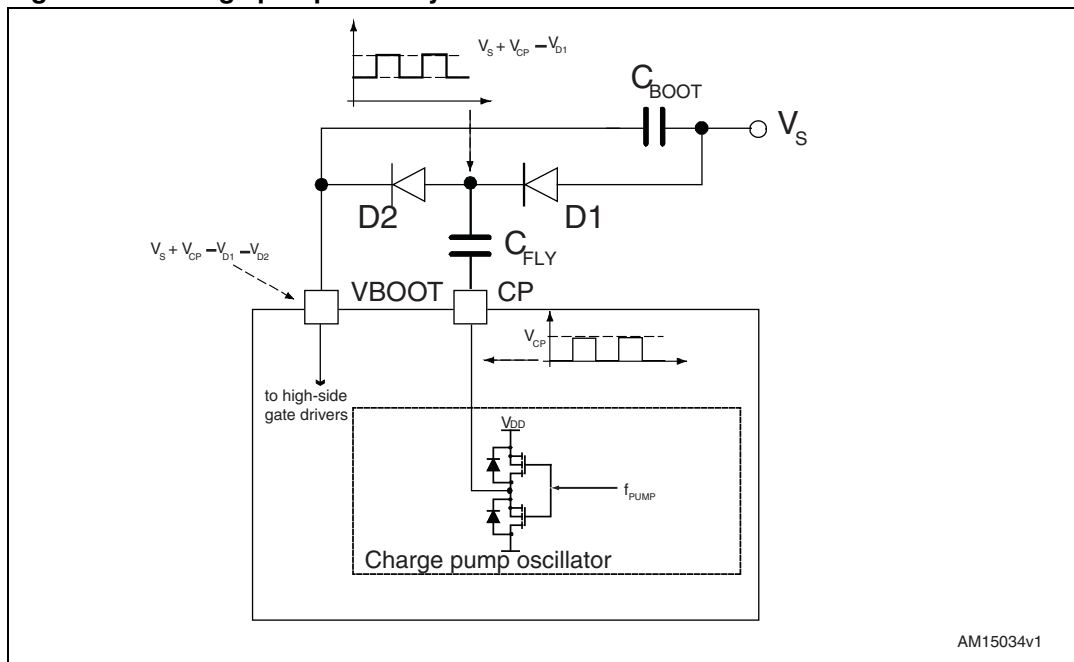 V_S + V_CP – V_D1
C_BOOT
V_S
D2
D1
C_FLY
V_S + V_CP – V_D1 – V_D2
VBOOT
CP
V_CP
to high-side
gate drivers
V_DD
f_PUMP
Charge pump oscillator
AM15034v1